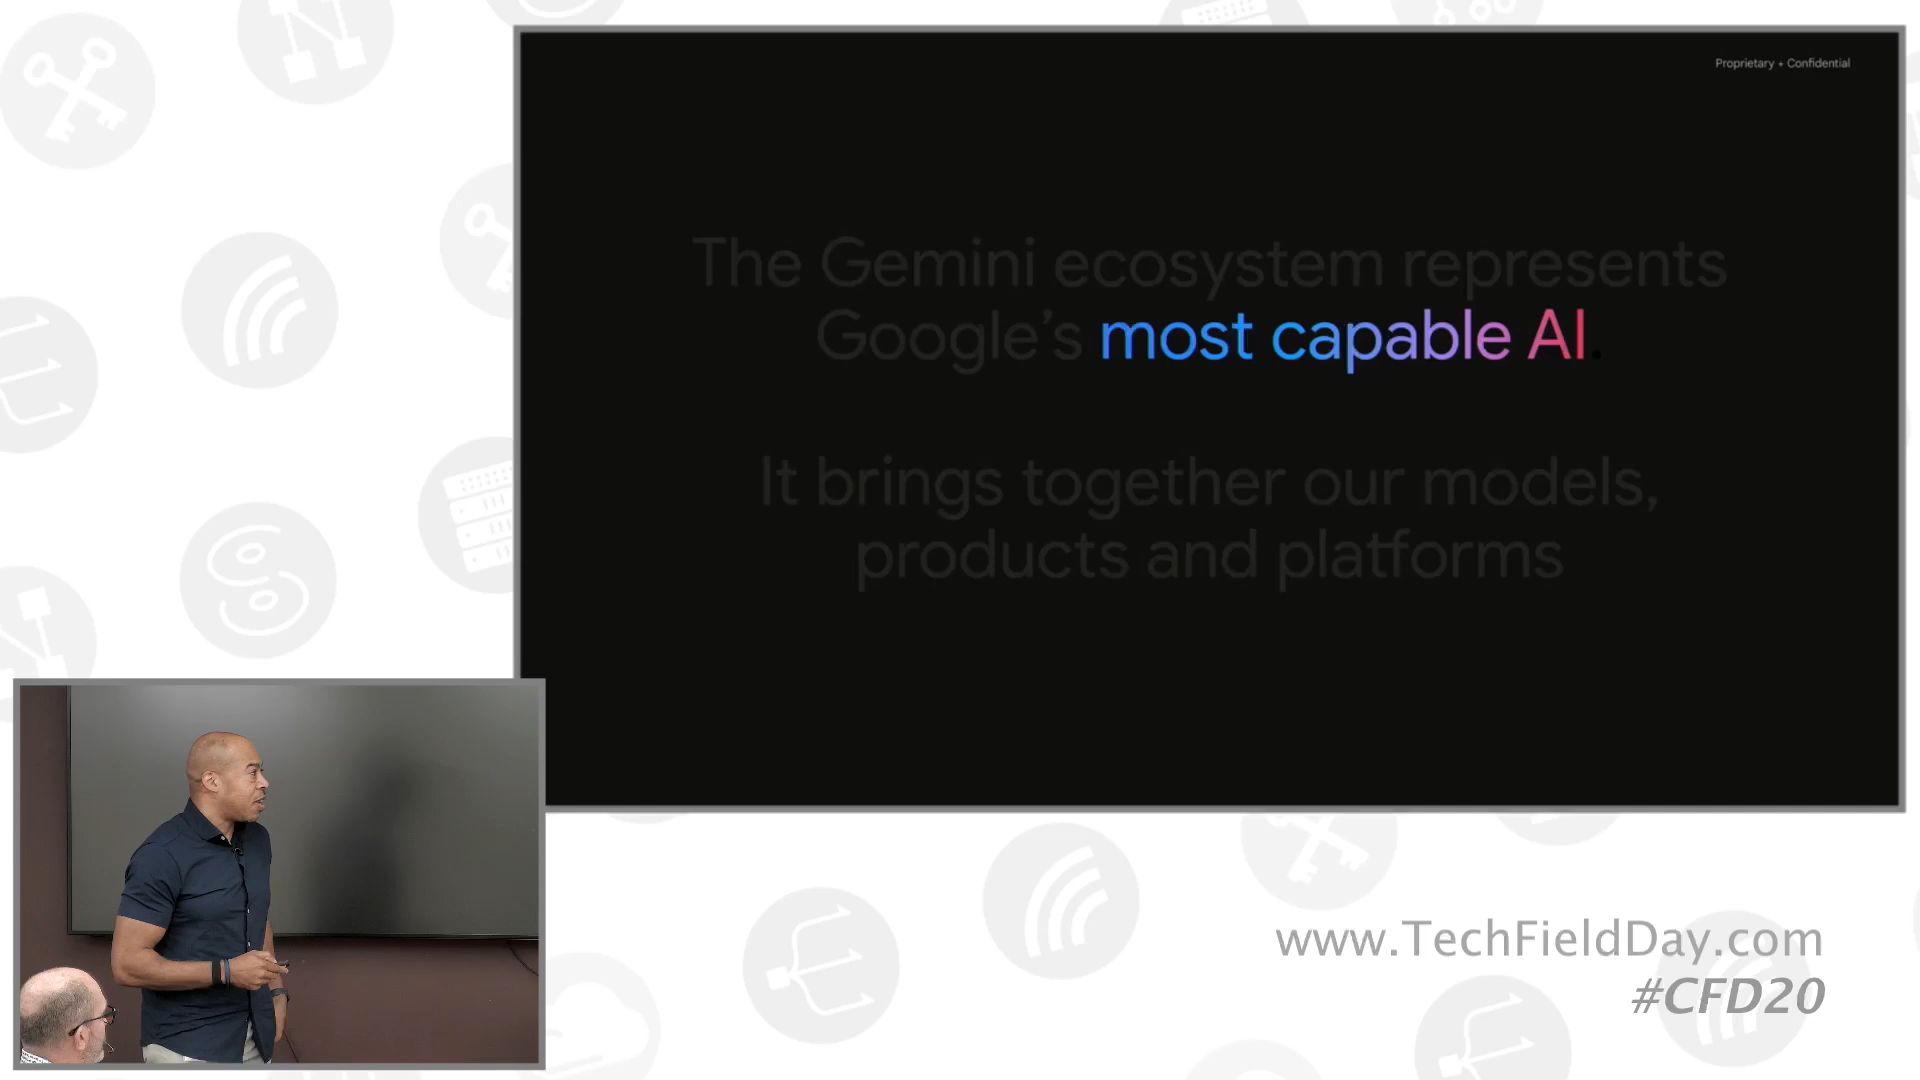 Proprietary + Confidential
The Gemini ecosystem represents
Google’s most capable AI.
It brings together our models,
products and platforms
www.TechFieldDay.com
#CFD20